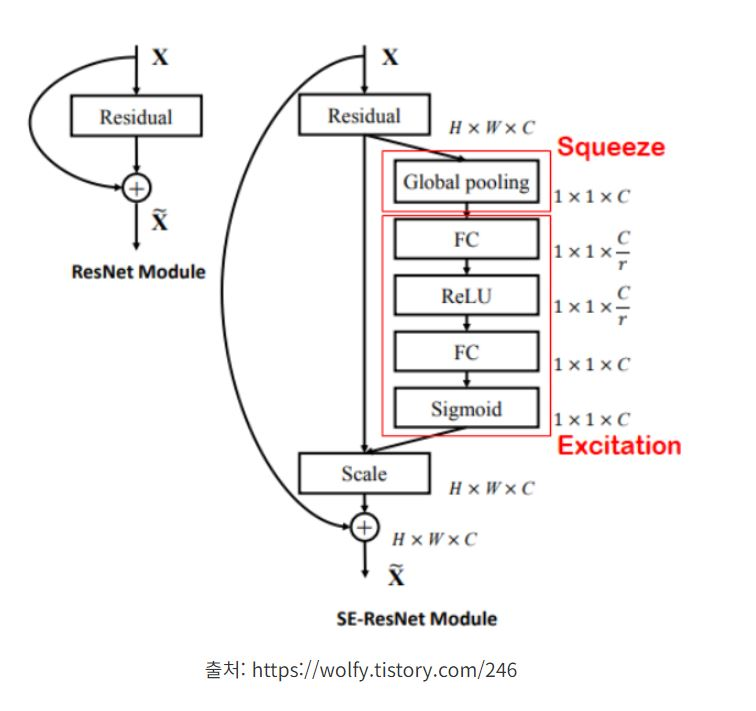 X
Residual
+
X̃
ResNet Module
X
Residual
H × W × C
Squeeze
Global pooling
1 × 1 × C
FC
1 × 1 × C/r
ReLU
1 × 1 × C/r
FC
1 × 1 × C
Sigmoid
1 × 1 × C
Excitation
Scale
H × W × C
+
H × W × C
X̃
SE-ResNet Module
출처: https://wolfy.tistory.com/246